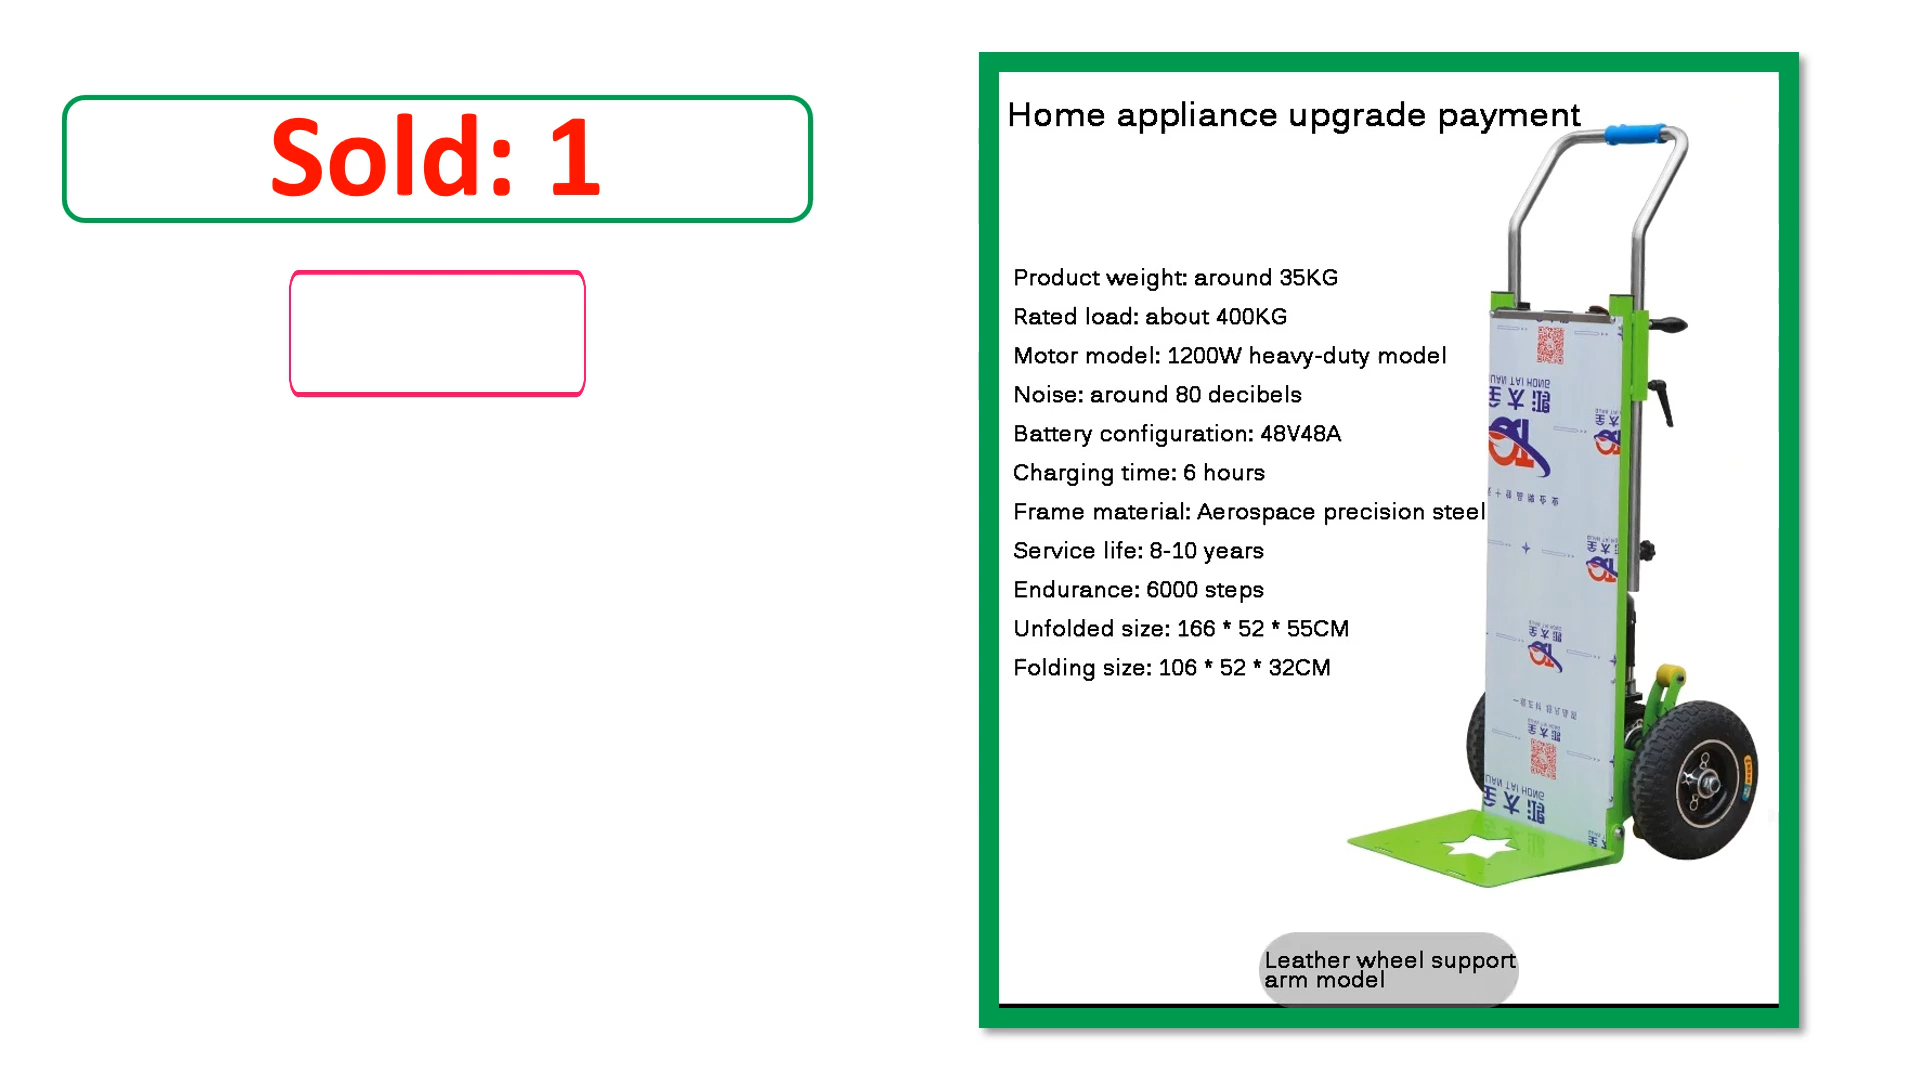 Sold: 1
Home appliance upgrade payment
Product weight: around 35KG
Rated load: about 400KG
Motor model: 1200W heavy-duty model
Noise: around 80 decibels
Battery configuration: 48V48A
Charging time: 6 hours
Frame material: Aerospace precision steel
Service life: 8-10 years
Endurance: 6000 steps
Unfolded size: 166 * 52 * 55CM
Folding size: 106 * 52 * 32CM
Leather wheel support
arm model